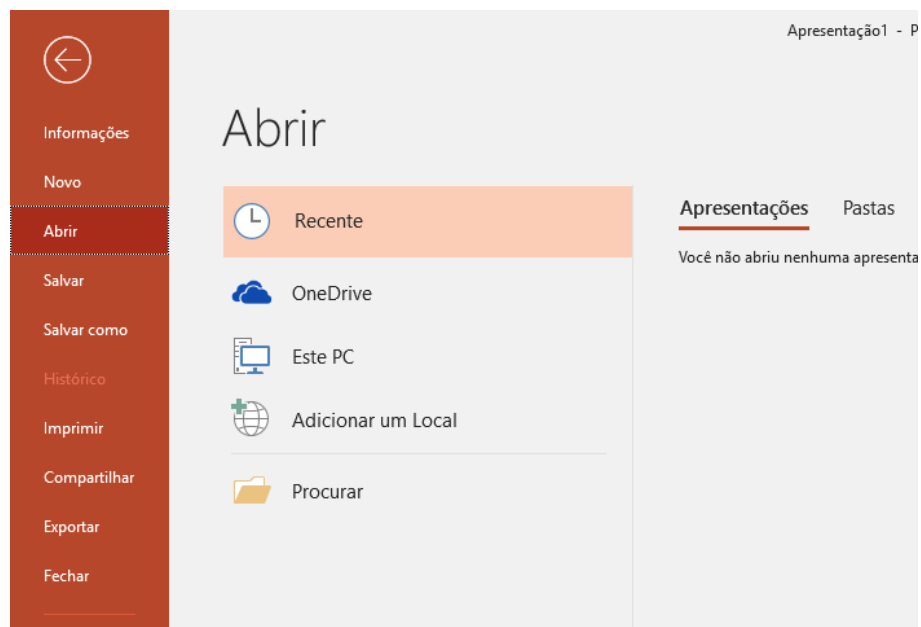 Apresentação1 - P
Informações
Novo
Abrir
Salvar
Salvar como
Histórico
Imprimir
Compartilhar
Exportar
Fechar
Abrir
Recente
OneDrive
Este PC
Adicionar um Local
Procurar
Apresentações Pastas
Você não abriu nenhuma apresenta